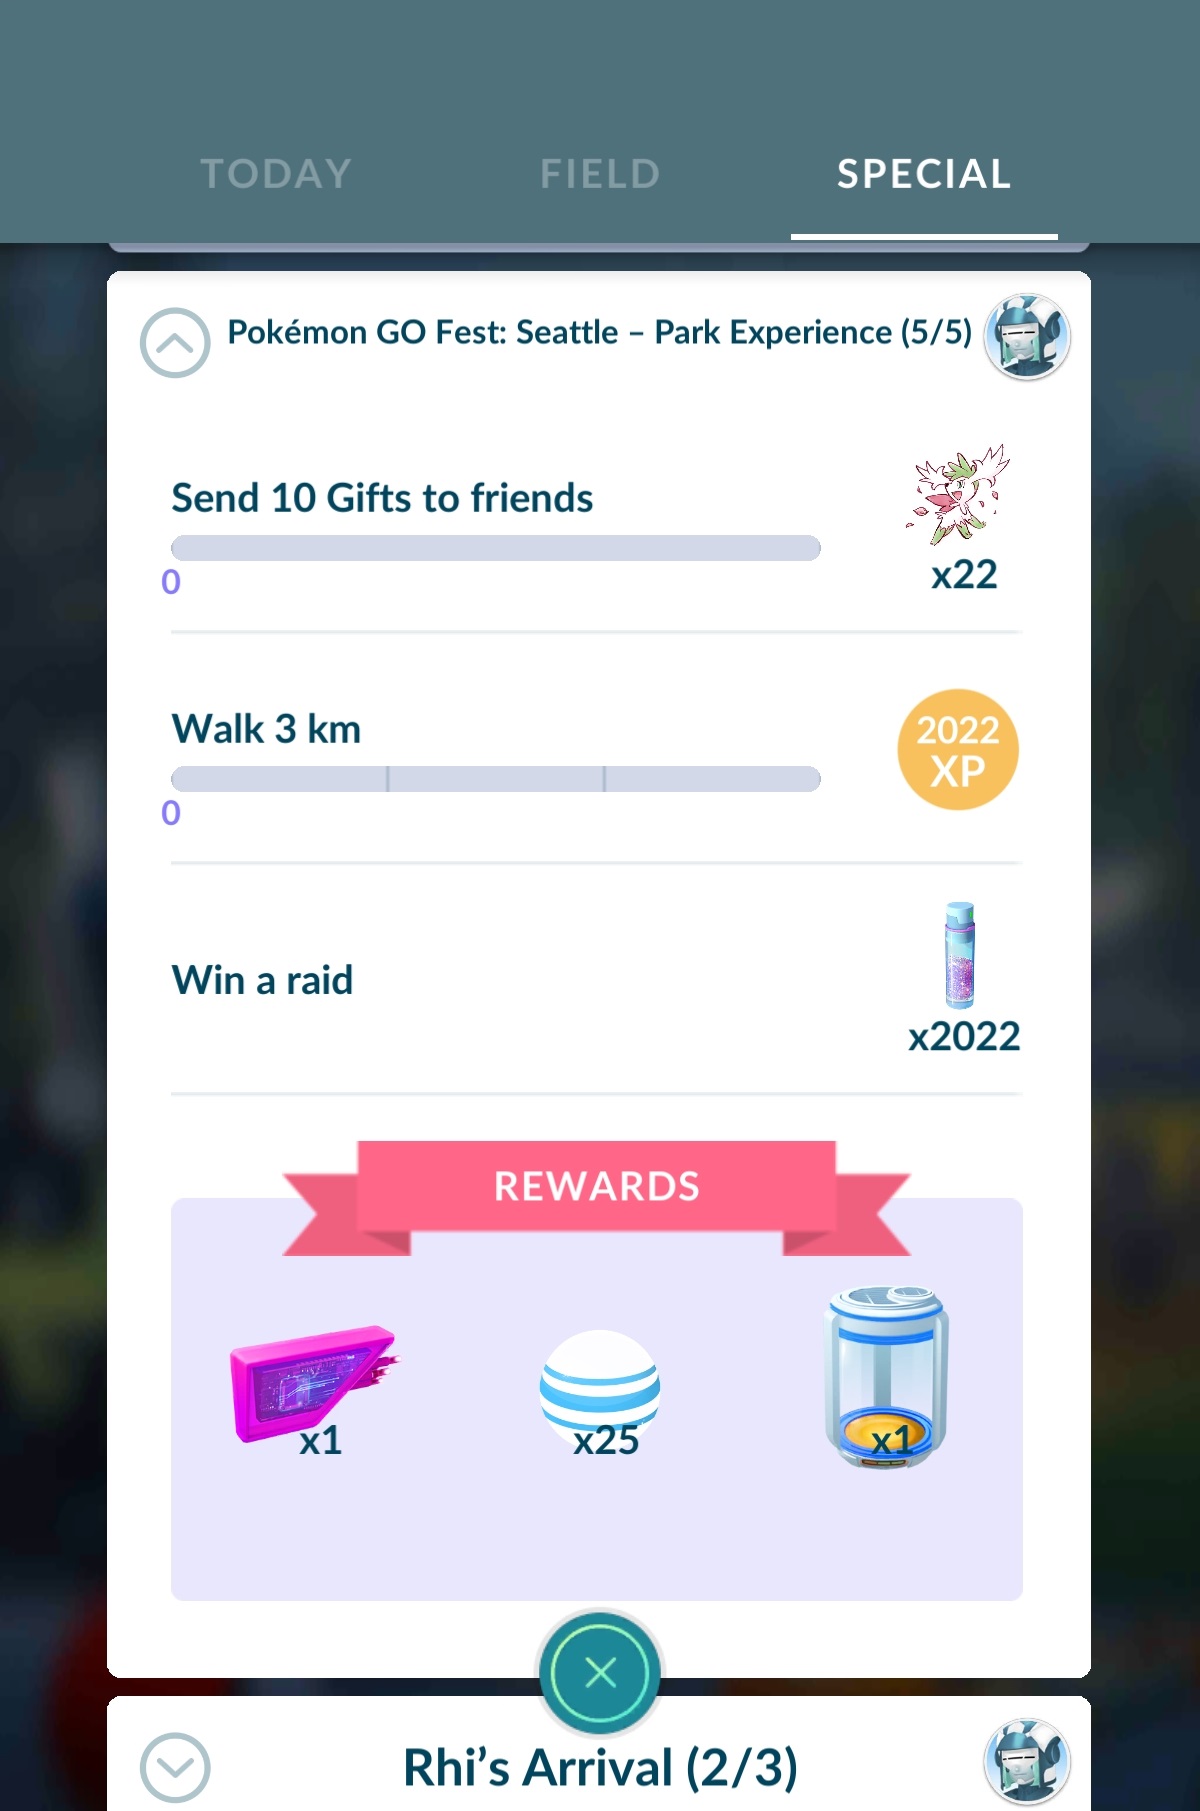 TODAY
FIELD
SPECIAL
Pokémon GO Fest: Seattle – Park Experience (5/5)
Send 10 Gifts to friends
0
x22
Walk 3 km
0
2022
XP
Win a raid
x2022
REWARDS
x1
x25
x1
Rhi’s Arrival (2/3)